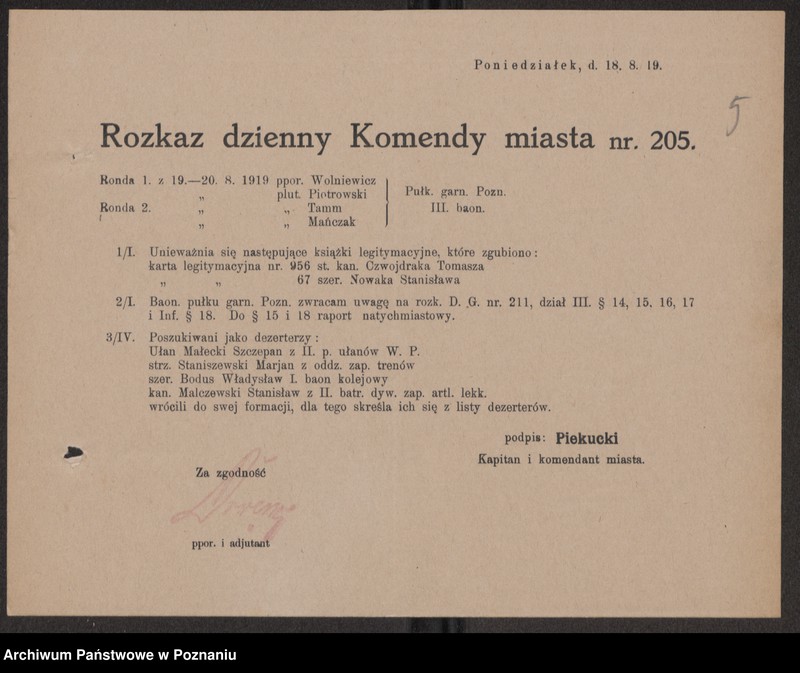 Poniedziałek, d. 18. 8. 19.
5
Rozkaz dzienny Komendy miasta nr. 205.
Ronda 1. z 19.—20. 8. 1919 ppor. Wolniewicz
„ plut. Piotrowski
Ronda 2. „ „ Tamm
„ „ Mańczak
Pułk. garn. Pozn.
III. baon.
1/I. Unieważnia się następujące książki legitymacyjne, które zgubiono:
karta legitymacyjna nr. 956 st. kan. Czwojdraka Tomasza
„ „ 67 szer. Nowaka Stanisława
2/I. Baon. pułku garn. Pozn. zwracam uwagę na rozk. D. G. nr. 211, dział III. § 14, 15, 16, 17
i Inf. § 18. Do § 15 i 18 raport natychmiastowy.
3/IV. Poszukiwani jako dezerterzy:
Ułan Małecki Szczepan z II. p. ułanów W. P.
strz. Staniszewski Marjan z oddz. zap. trenów
szer. Bodus Władysław I. baon kolejowy
kan. Malczewski Stanisław z II. batr. dyw. zap. artl. lekk.
wrócili do swej formacji, dla tego skreśla ich się z listy dezerterów.
podpis: Piekucki
Kapitan i komendant miasta.
Za zgodność
ppor. i adjutant
Archiwum Państwowe w Poznaniu